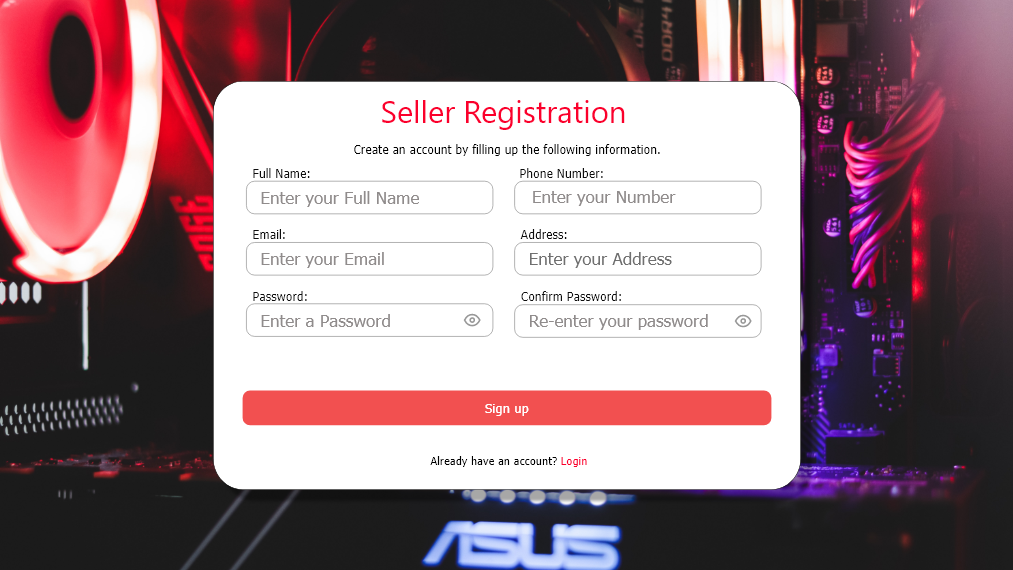 Seller Registration
Create an account by filling up the following information.
Full Name:
Enter your Full Name
Phone Number:
Enter your Number
Email:
Enter your Email
Address:
Enter your Address
Password:
Enter a Password
Confirm Password:
Re-enter your password
Sign up
Already have an account? Login
DDR4
SATA
ASUS